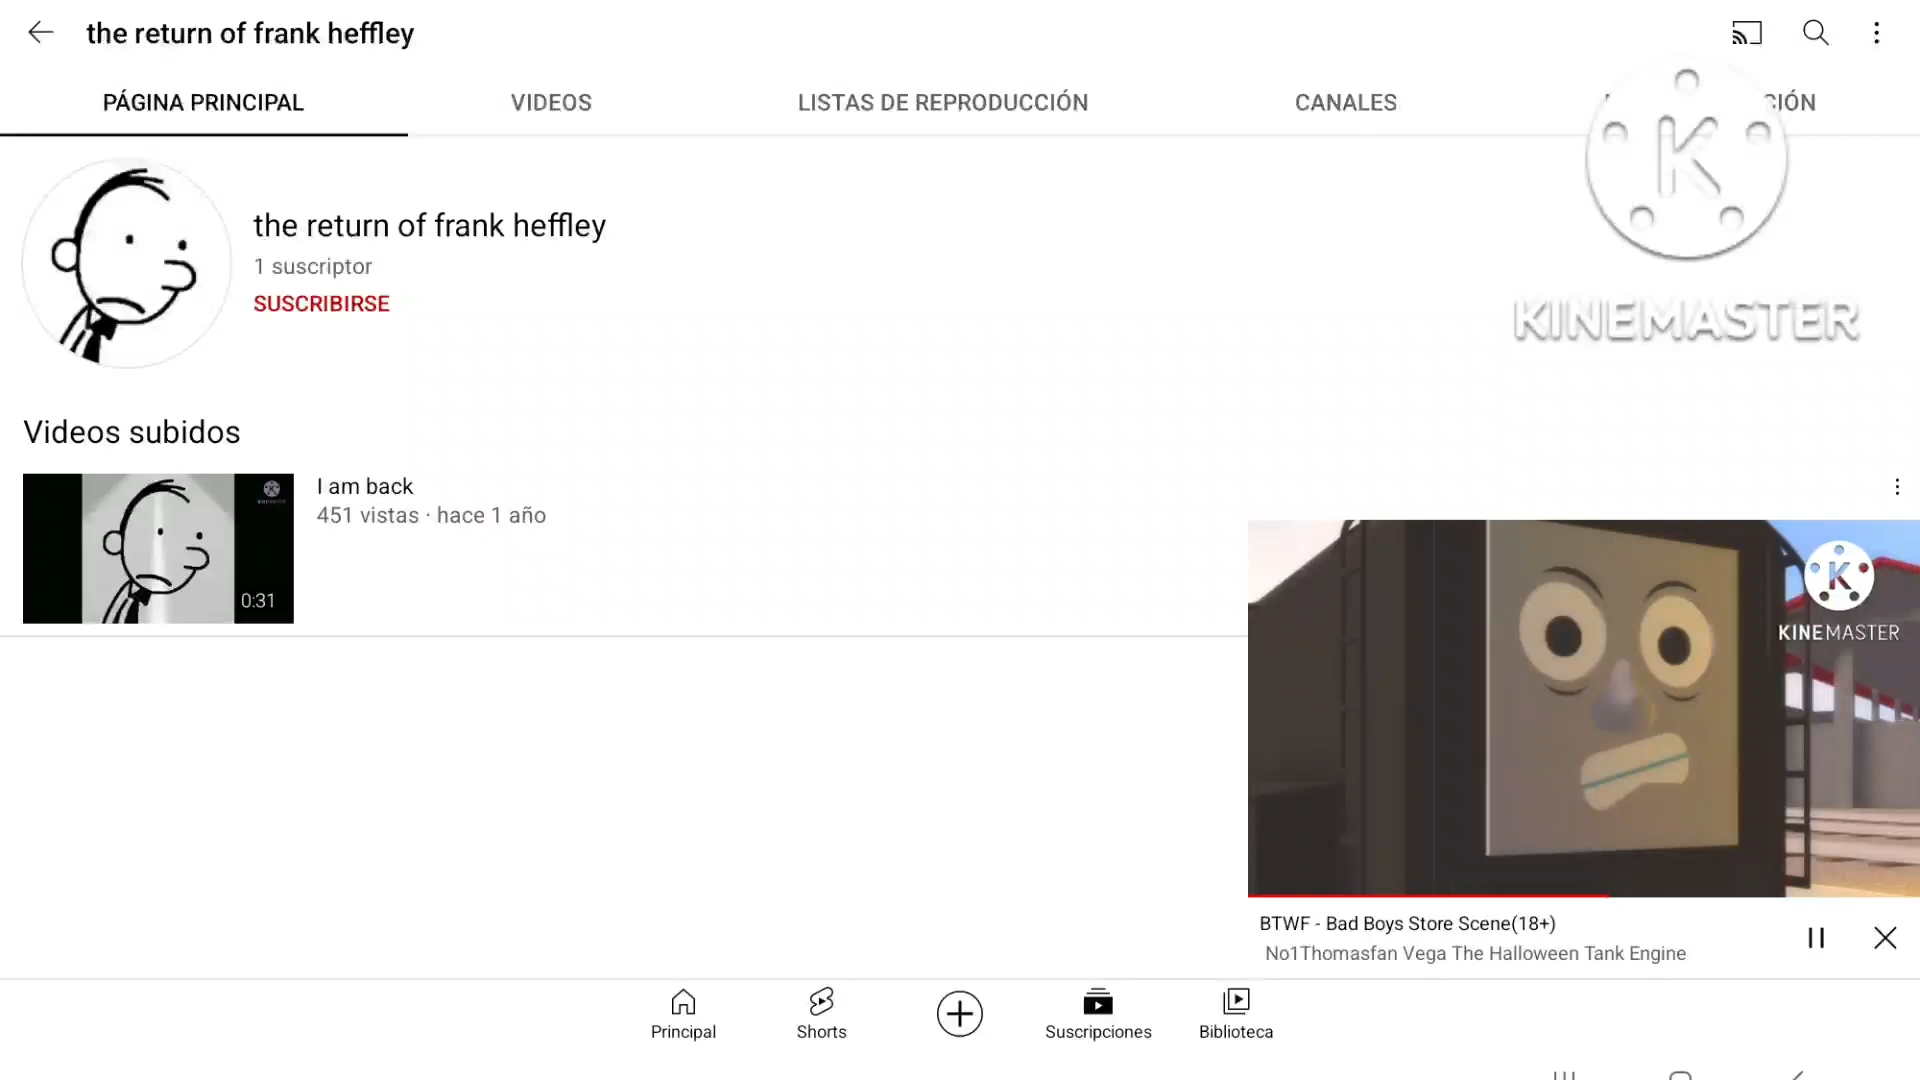 the return of frank heffley
PÁGINA PRINCIPAL
VIDEOS
LISTAS DE REPRODUCCIÓN
CANALES
K
KINEMASTER
the return of frank heffley
1 suscriptor
SUSCRIBIRSE
Videos subidos
I am back
451 vistas · hace 1 año
0:31
K
KINEMASTER
BTWF - Bad Boys Store Scene(18+)
No1Thomasfan Vega The Halloween Tank Engine
Principal
Shorts
Suscripciones
Biblioteca